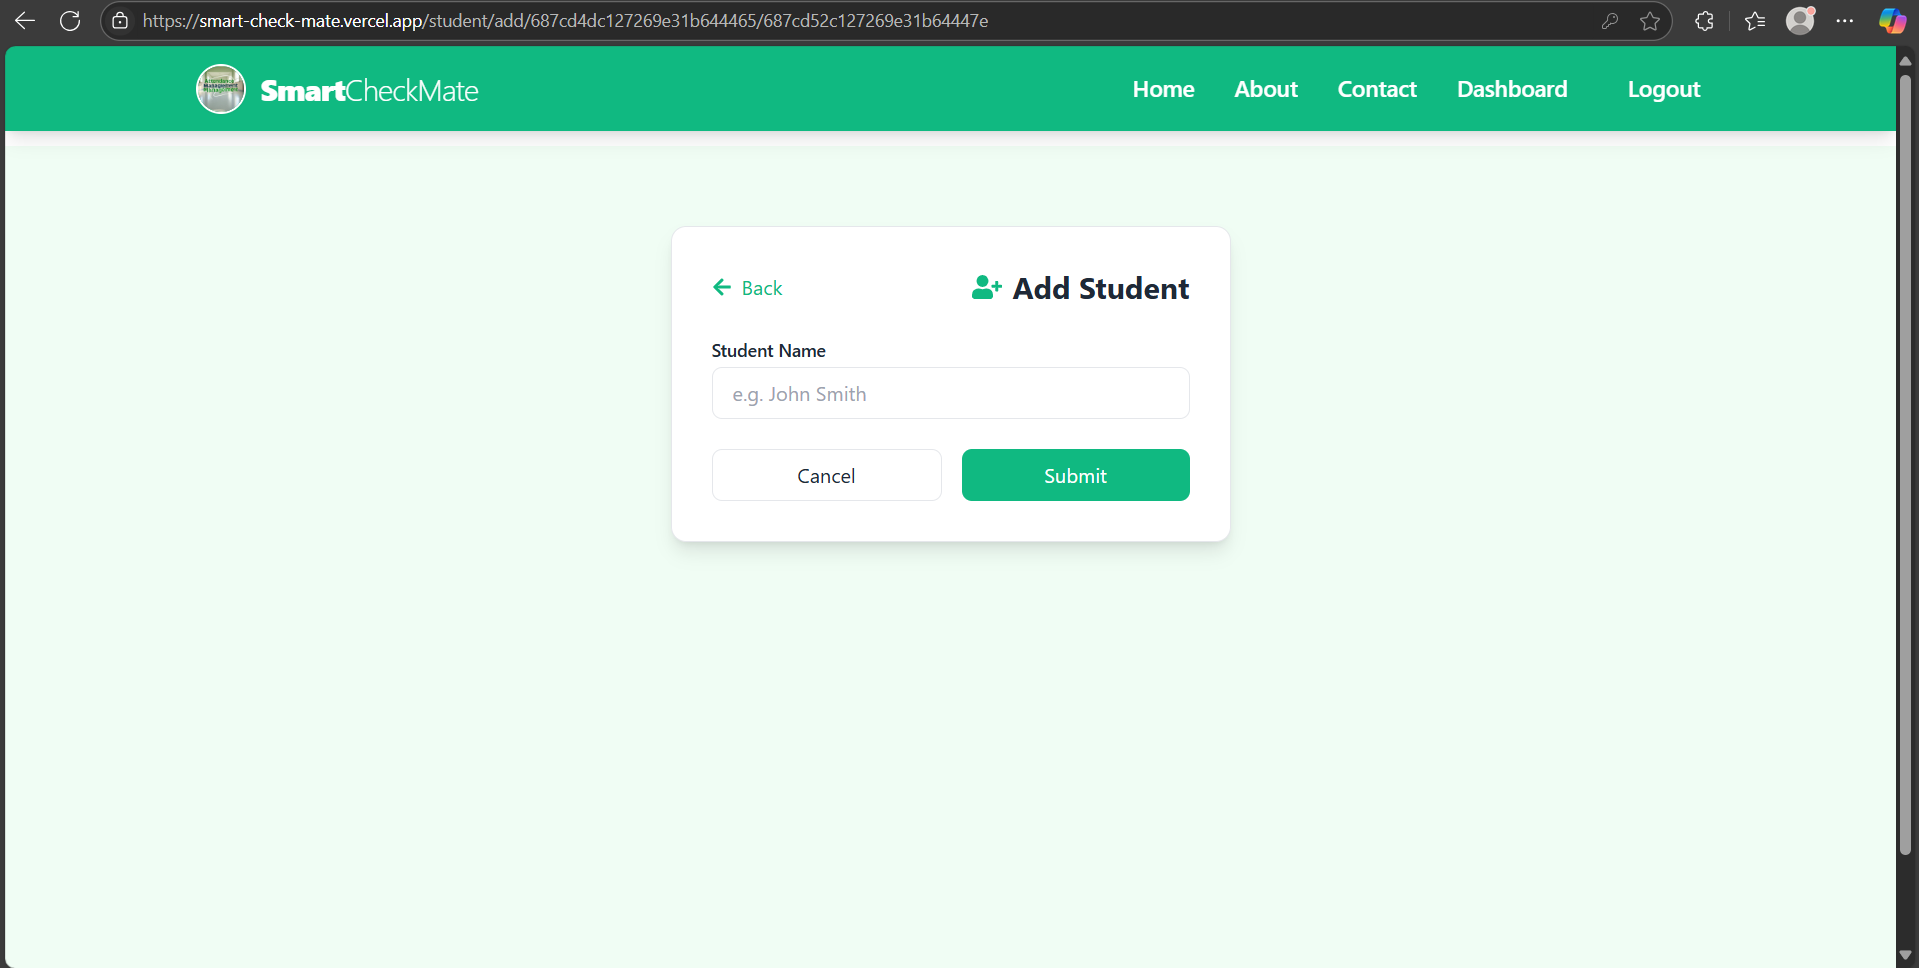 https://smart-check-mate.vercel.app/student/add/687cd4dc127269e31b644465/687cd52c127269e31b64447e
SmartCheckMate
Home About Contact Dashboard Logout
Back
Add Student
Student Name
e.g. John Smith
Cancel
Submit